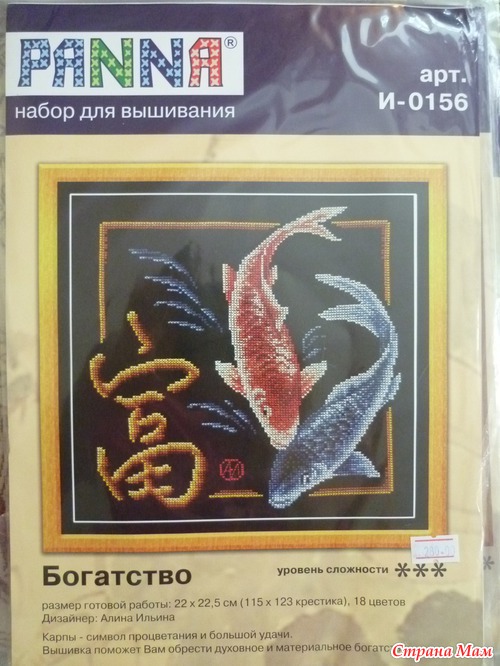 PANNA®
набор для вышивания
арт.
И-0156
富
Богатство
уровень сложности ***
размер готовой работы: 22 х 22,5 см (115 х 123 крестика), 18 цветов
Дизайнер: Алина Ильина
Карпы - символ процветания и большой удачи.
Вышивка поможет Вам обрести духовное и материальное богатс
Страна Мам